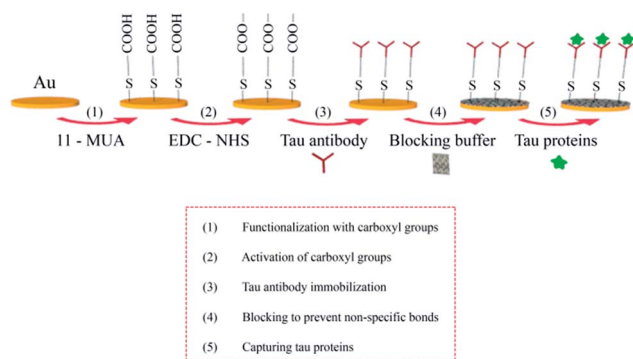 COOH COOH COOH
COO– COO– COO–
Au
S S S
S S S
S S S
S S S
S S S
(1) (2) (3) (4) (5)
11 - MUA EDC - NHS Tau antibody Blocking buffer Tau proteins
(1) Functionalization with carboxyl groups
(2) Activation of carboxyl groups
(3) Tau antibody immobilization
(4) Blocking to prevent non-specific bonds
(5) Capturing tau proteins